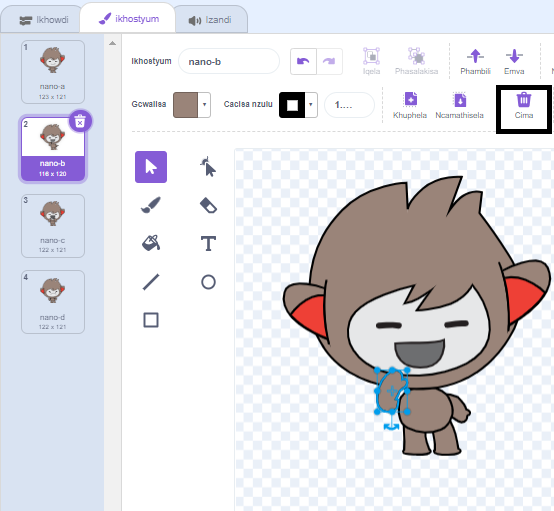 Ikhowdi ikhostyum Izandi
1
nano-a
123 x 121
2
nano-b
116 x 120
3
nano-c
122 x 121
4
nano-d
122 x 121
Ikhostyum nano-b
Iqela Phasalakisa Phambili Emva
Gcwalisa Cacisa nzulu 1....
Khuphela Ncamathisela Cima
T